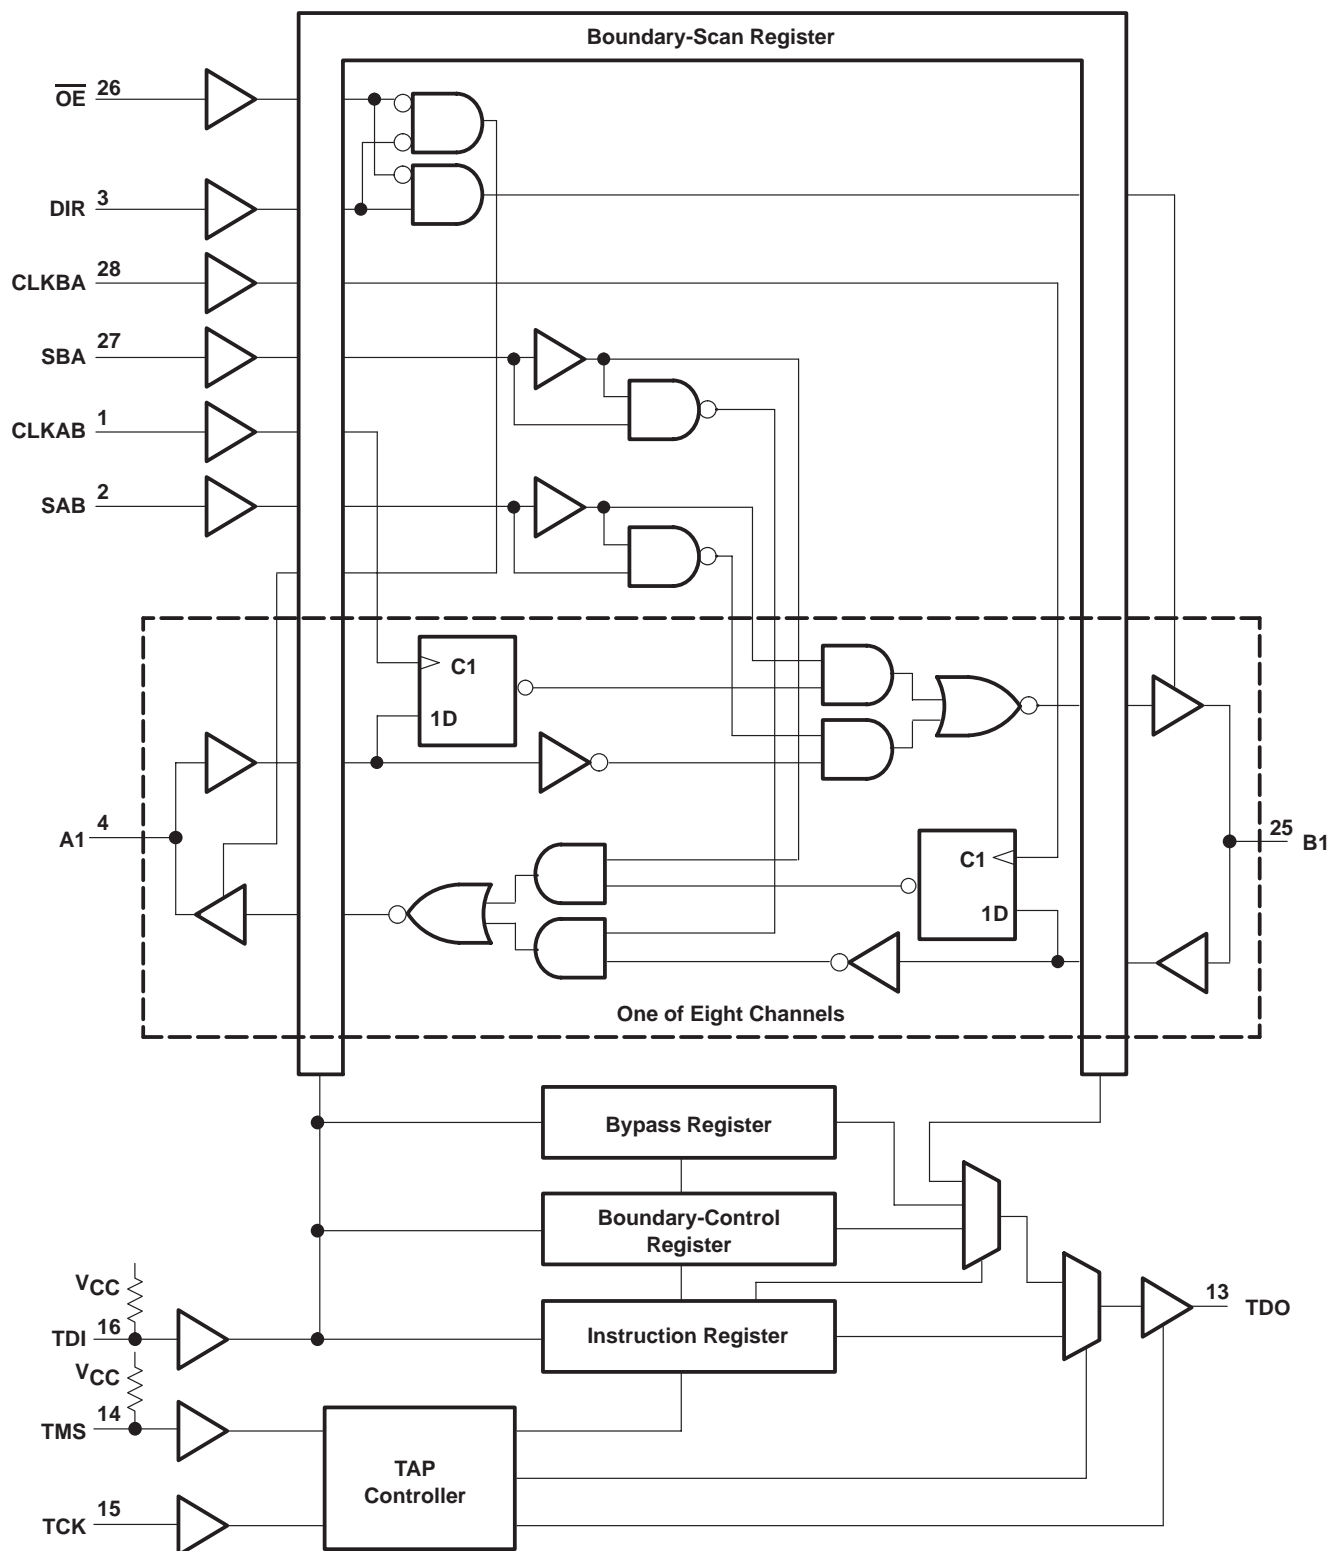 Boundary-Scan Register
OE 26
DIR 3
CLKBA 28
SBA 27
CLKAB 1
SAB 2
C1
1D
A1 4
C1
1D
25 B1
One of Eight Channels
Bypass Register
Boundary-Control
Register
VCC
TDI 16
Instruction Register
13 TDO
VCC
TMS 14
TAP
Controller
TCK 15